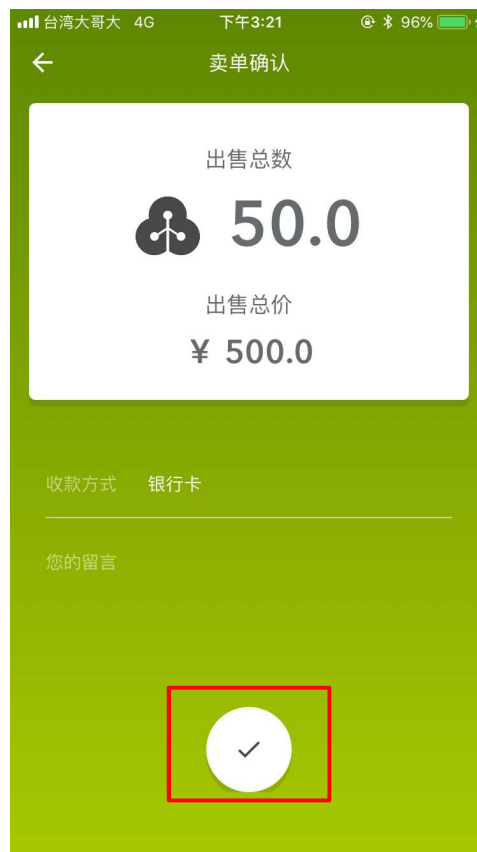 台湾大哥大 4G 下午3:21 96%
卖单确认
出售总数
50.0
出售总价
¥ 500.0
收款方式 银行卡
您的留言